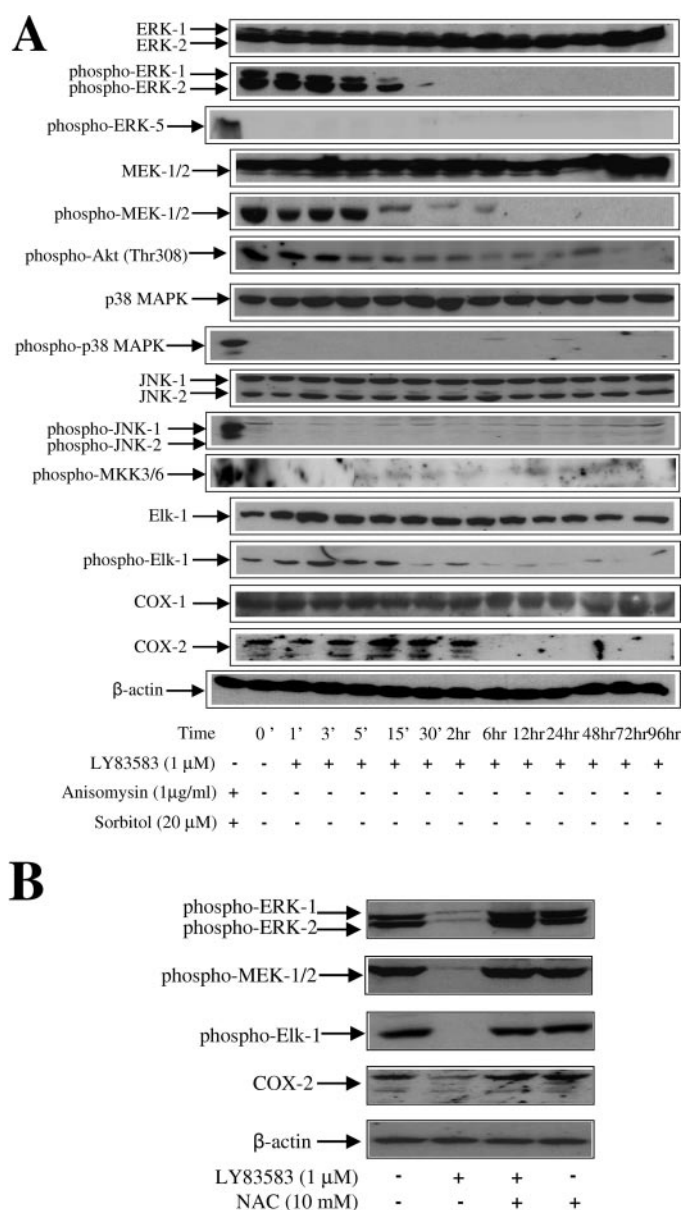 A
ERK-1
ERK-2
phospho-ERK-1
phospho-ERK-2
phospho-ERK-5
MEK-1/2
phospho-MEK-1/2
phospho-Akt (Thr308)
p38 MAPK
phospho-p38 MAPK
JNK-1
JNK-2
phospho-JNK-1
phospho-JNK-2
phospho-MKK3/6
Elk-1
phospho-Elk-1
COX-1
COX-2
β-actin
Time 0' 1' 3' 5' 15' 30' 2hr 6hr 12hr 24hr 48hr 72hr 96hr
LY83583 (1 μM) - - + + + + + + + + + + + +
Anisomysin (1μg/ml) + - - - - - - - - - - - - -
Sorbitol (20 μM) + - - - - - - - - - - - - -
B
phospho-ERK-1
phospho-ERK-2
phospho-MEK-1/2
phospho-Elk-1
COX-2
β-actin
LY83583 (1 μM) - + + -
NAC (10 mM) - - + +